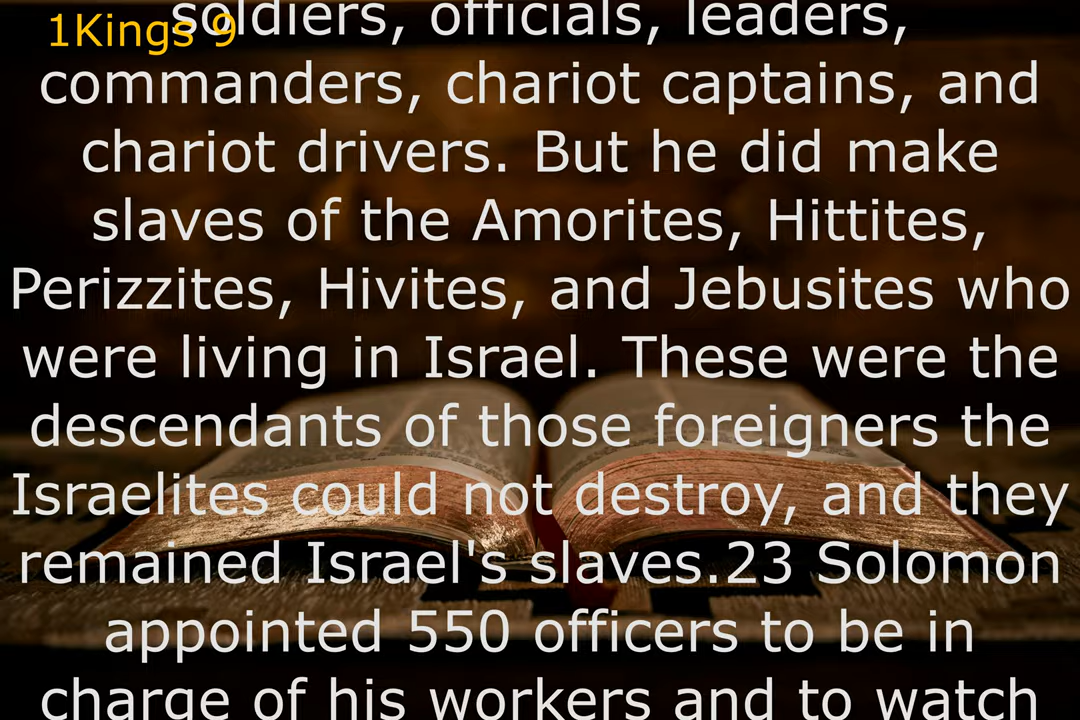 1Kings 9
soldiers, officials, leaders,
commanders, chariot captains, and
chariot drivers. But he did make
slaves of the Amorites, Hittites,
Perizzites, Hivites, and Jebusites who
were living in Israel. These were the
descendants of those foreigners the
Israelites could not destroy, and they
remained Israel's slaves.23 Solomon
appointed 550 officers to be in
charge of his workers and to watch